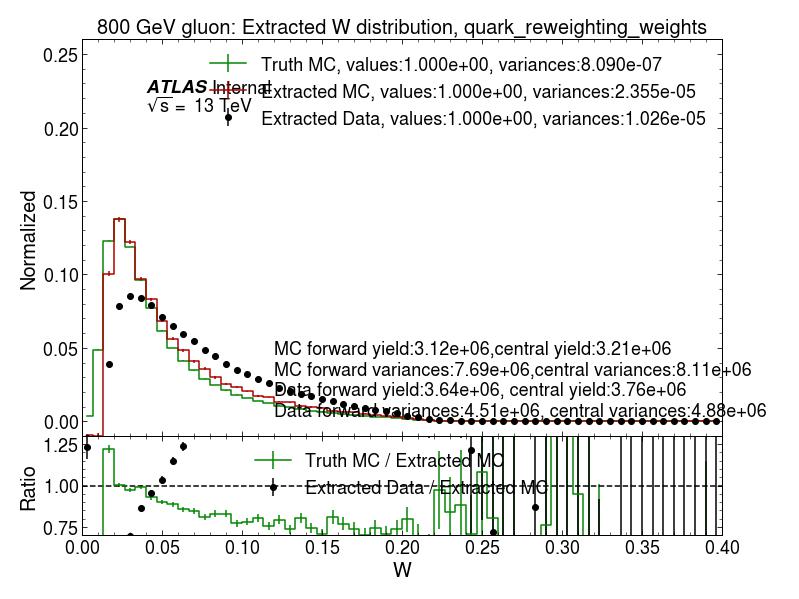 800 GeV gluon: Extracted W distribution, quark_reweighting_weights
Truth MC, values:1.000e+00, variances:8.090e-07
Extracted MC, values:1.000e+00, variances:2.355e-05
Extracted Data, values:1.000e+00, variances:1.026e-05
ATLAS Internal
√s = 13 TeV
Normalized
0.25
0.20
0.15
0.10
0.05
0.00
MC forward yield:3.12e+06,central yield:3.21e+06
MC forward variances:7.69e+06,central variances:8.11e+06
Data forward yield:3.64e+06, central yield:3.76e+06
Data forward variances:4.51e+06, central variances:4.88e+06
Ratio
1.25
1.00
0.75
Truth MC / Extracted MC
Extracted Data / Extracted MC
0.00 0.05 0.10 0.15 0.20 0.25 0.30 0.35 0.40
W